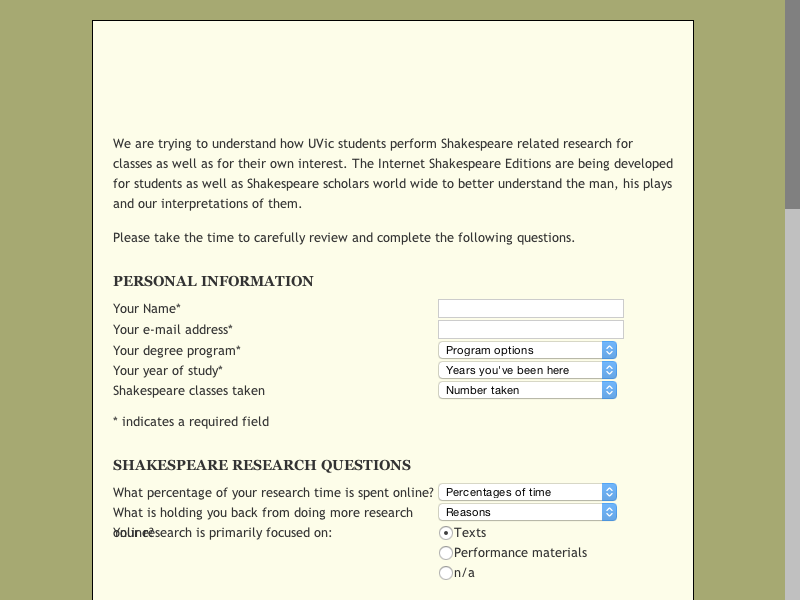 We are trying to understand how UVic students perform Shakespeare related research for
classes as well as for their own interest. The Internet Shakespeare Editions are being developed
for students as well as Shakespeare scholars world wide to better understand the man, his plays
and our interpretations of them.
Please take the time to carefully review and complete the following questions.
PERSONAL INFORMATION
Your Name*
Your e-mail address*
Your degree program* Program options
Your year of study* Years you've been here
Shakespeare classes taken Number taken
* indicates a required field
SHAKESPEARE RESEARCH QUESTIONS
What percentage of your research time is spent online? Percentages of time
What is holding you back from doing more research Reasons
online?
Your research is primarily focused on: Texts
Performance materials
n/a